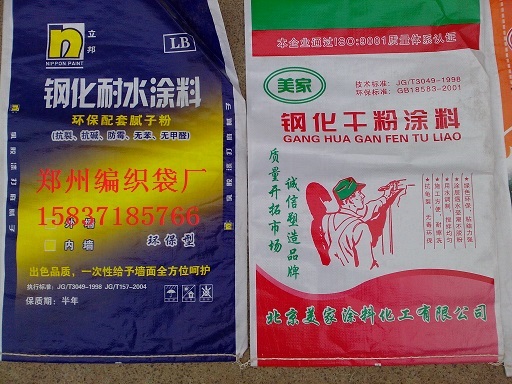 立邦
NIPPON PAINT
LB
钢化耐水涂料
环保配套腻子粉
(抗裂、抗碱、防霉、无苯、无甲醛)
郑州编织袋厂
15837185766
外墙
内墙
环保型
出色品质，一次性给予墙面全方位呵护
执行标准：JG/T3049-1998 JG/T157-2004
保质期：半年
本企业通过ISO:9001质量体系认证
美家
技术标准：JG/T3049-1998
环保标准：GB18583-2001
钢化干粉涂料
GANG HUA GAN FEN TU LIAO
质量开拓市场
诚信塑造品牌
北京美家涂料化工有限公司